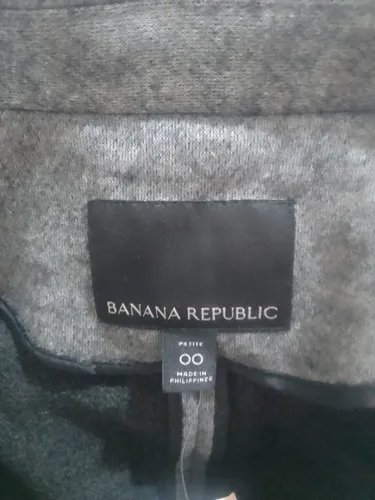 BANANA REPUBLIC
PETITE
00
MADE IN
PHILIPPINES